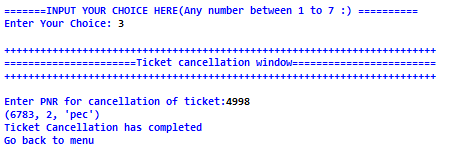 =======INPUT YOUR CHOICE HERE(Any number between 1 to 7 :) ==========
Enter Your Choice: 3
++++++++++++++++++++++++++++++++++++++++++++++++++++++++++++++++++++++++
======================Ticket cancellation window========================
++++++++++++++++++++++++++++++++++++++++++++++++++++++++++++++++++++++++
Enter PNR for cancellation of ticket:4998
(6783, 2, 'pec')
Ticket Cancellation has completed
Go back to menu